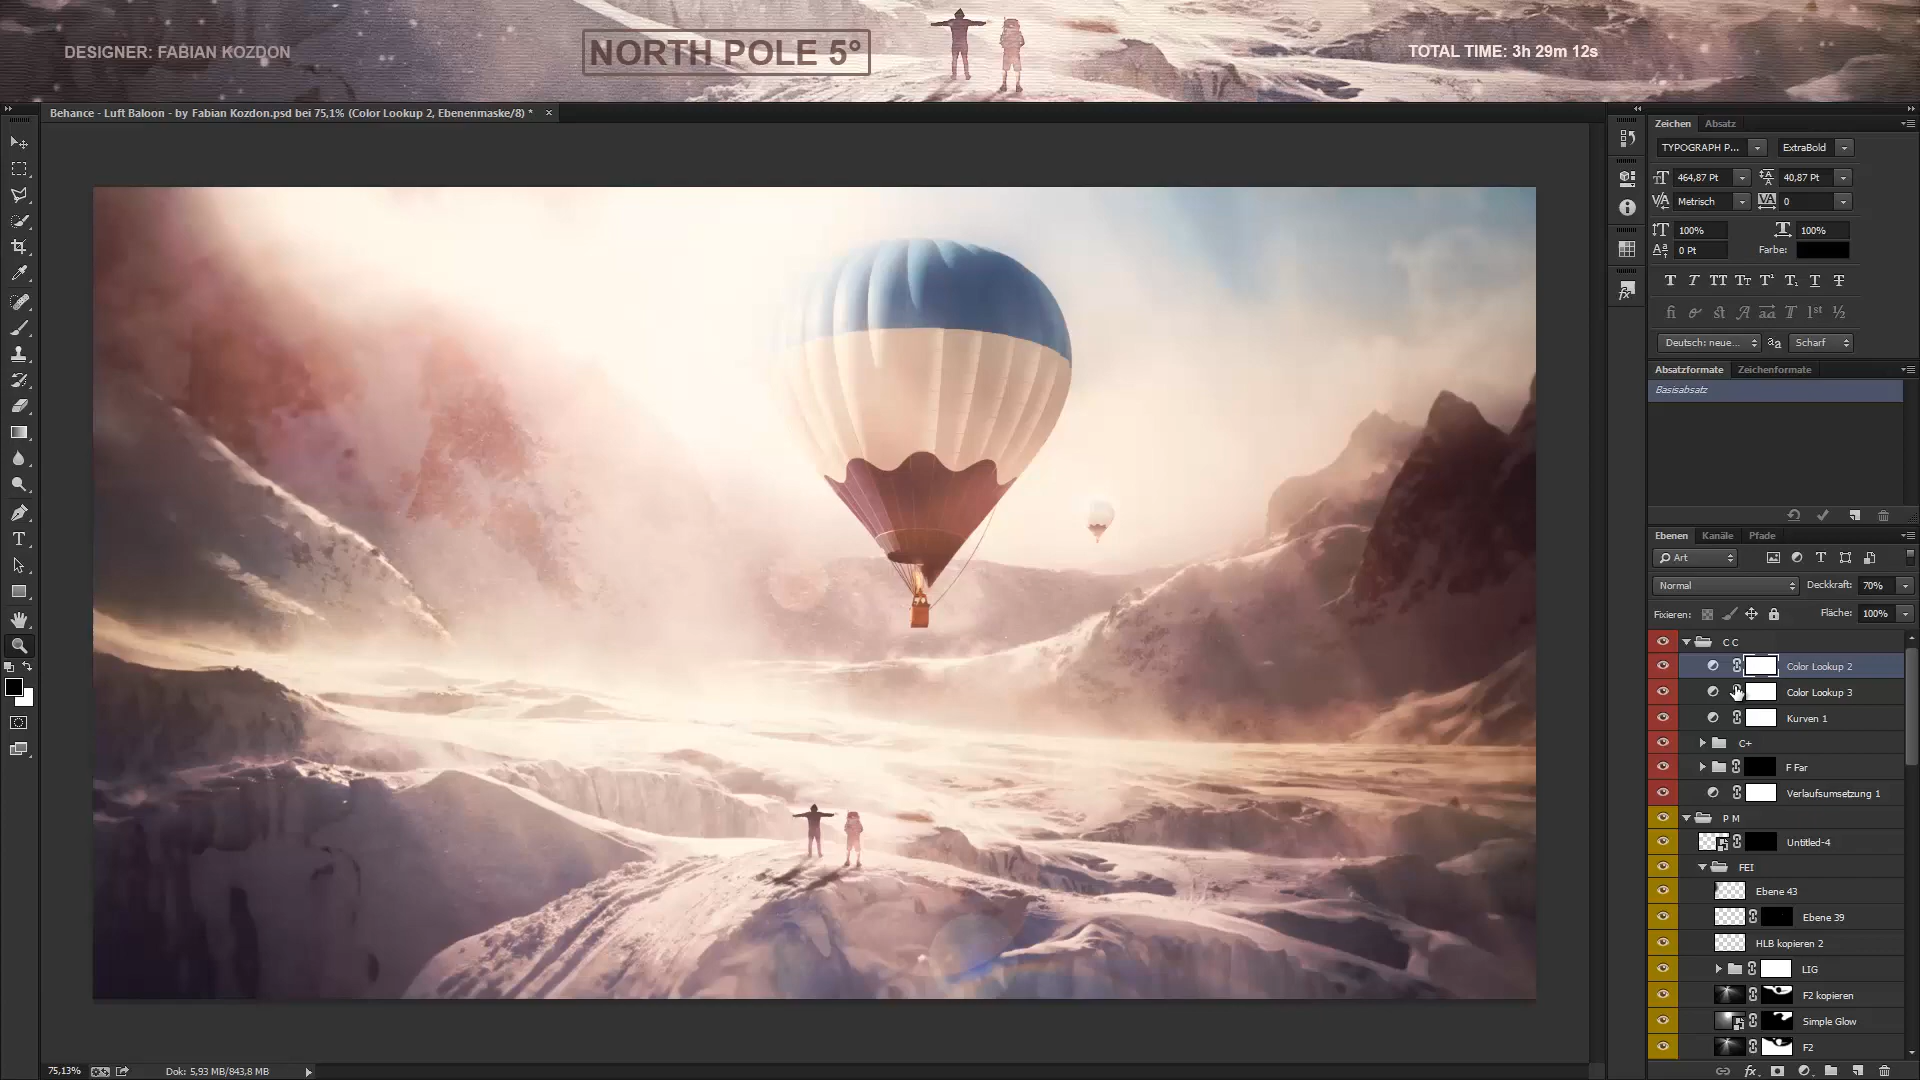 DESIGNER: FABIAN KOZDON
NORTH POLE 5°
TOTAL TIME: 3h 29m 12s
Behance - Luft Baloon - by Fabian Kozdon.psd bei 75,1% (Color Lookup 2, Ebenenmaske/8) *
Zeichen Absatz
TYPOGRAPH P... ExtraBold
464,87 Pt 40,87 Pt
Metrisch 0
100% 100%
0 Pt Farbe:
Deutsch: neue... Scharf
Absatzformate Zeichenformate
Basisabsatz
Ebenen Kanäle Pfade
Art
Normal Deckkraft: 70%
Fixieren: Fläche: 100%
C C
Color Lookup 2
Color Lookup 3
Kurven 1
C+
F Far
Verlaufsumsetzung 1
P M
Untitled-4
FEI
Ebene 43
Ebene 39
HLB kopieren 2
LIG
F2 kopieren
Simple Glow
F2
75,13% Dok: 5,93 MB/843,8 MB